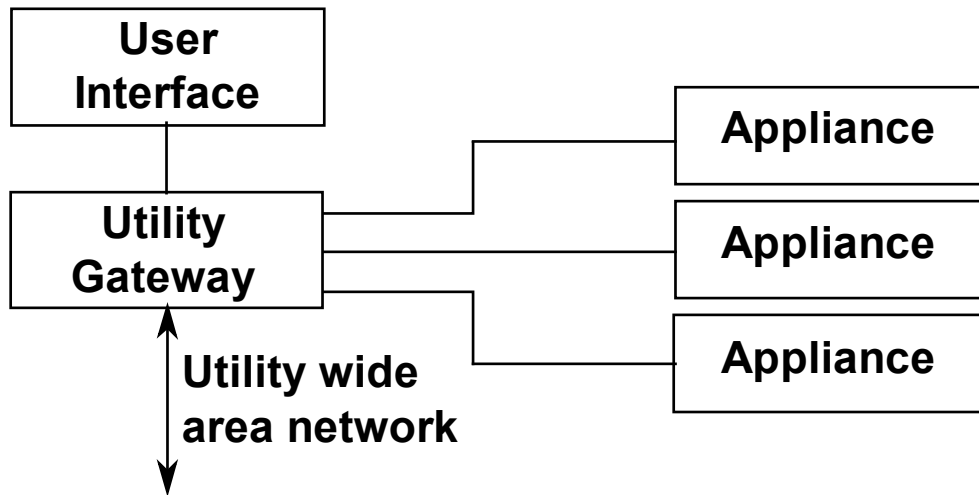 User
Interface
Utility
Gateway
Utility wide
area network
Appliance
Appliance
Appliance